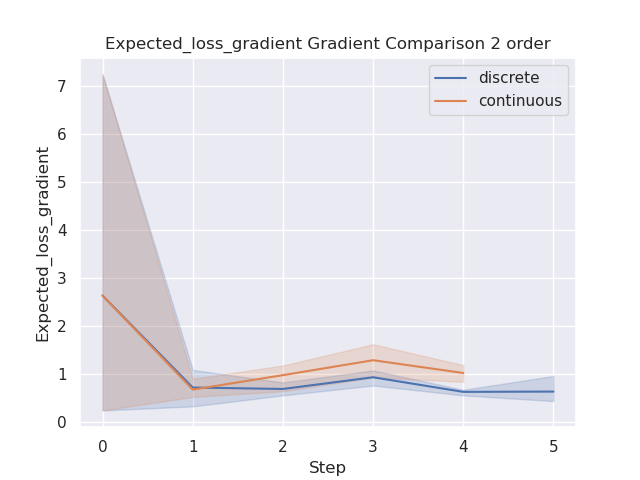 Expected_loss_gradient Gradient Comparison 2 order
discrete
continuous
Expected_loss_gradient
7
6
5
4
3
2
1
0
0 1 2 3 4 5
Step